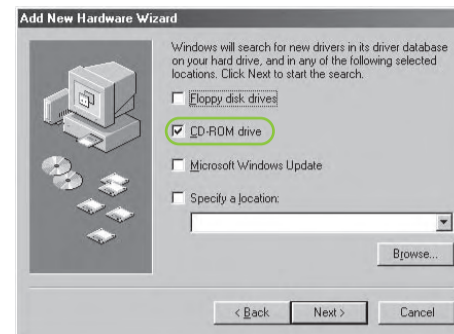 Add New Hardware Wizard
Windows will search for new drivers in its driver database
on your hard drive, and in any of the following selected
locations. Click Next to start the search.
Floppy disk drives
CD-ROM drive
Microsoft Windows Update
Specify a location:
Browse...
< Back
Next >
Cancel